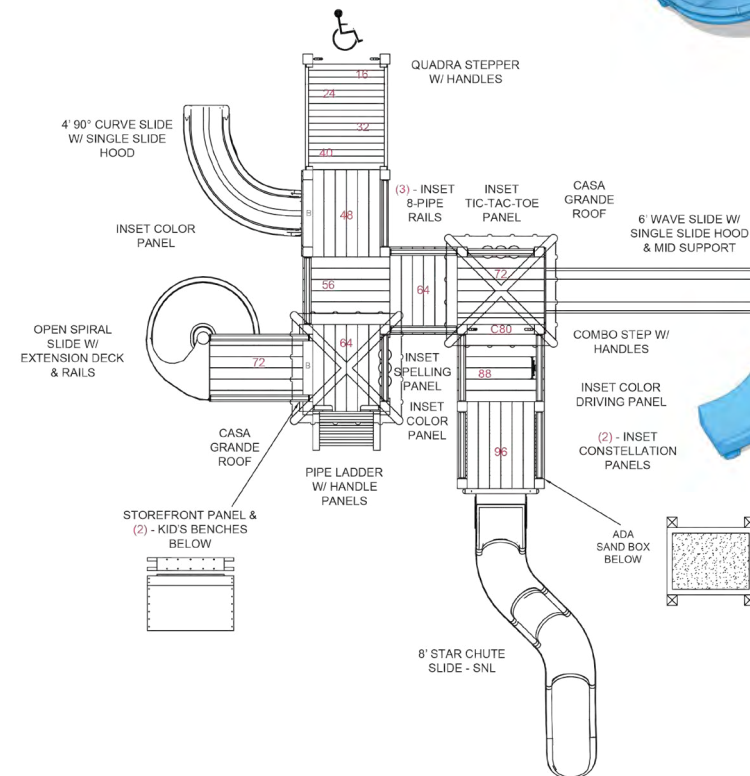 QUADRA STEPPER
W/ HANDLES
16
24
32
40
4' 90° CURVE SLIDE
W/ SINGLE SLIDE
HOOD
(3) - INSET
8-PIPE
RAILS
INSET
TIC-TAC-TOE
PANEL
CASA
GRANDE
ROOF
6' WAVE SLIDE W/
SINGLE SLIDE HOOD
& MID SUPPORT
INSET COLOR
PANEL
B
48
56
64
72
C80
OPEN SPIRAL
SLIDE W/
EXTENSION DECK
& RAILS
72
B
64
INSET
SPELLING
PANEL
INSET
COLOR
PANEL
88
COMBO STEP W/
HANDLES
INSET COLOR
DRIVING PANEL
(2) - INSET
CONSTELLATION
PANELS
96
CASA
GRANDE
ROOF
PIPE LADDER
W/ HANDLE
PANELS
STOREFRONT PANEL &
(2) - KID'S BENCHES
BELOW
ADA
SAND BOX
BELOW
8' STAR CHUTE
SLIDE - SNL